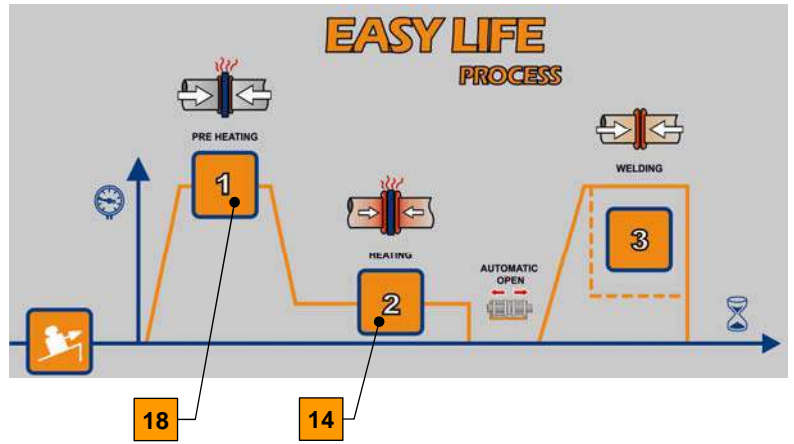 EASY LIFE
PROCESS
PRE HEATING
1
WELDING
3
HEATING
2
AUTOMATIC
OPEN
18
14